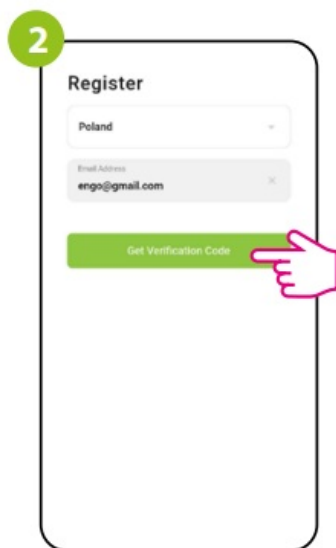 2
Register
Poland
Email Address
engo@gmail.com
Get Verification Code